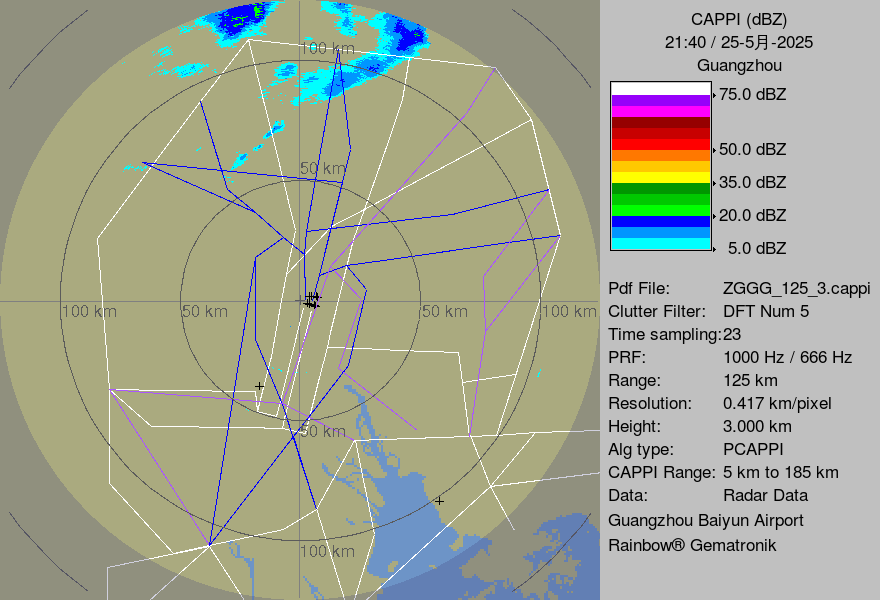 CAPPI (dBZ)
21:40 / 25-5月-2025
Guangzhou
75.0 dBZ
50.0 dBZ
35.0 dBZ
20.0 dBZ
5.0 dBZ
Pdf File: ZGGG_125_3.cappi
Clutter Filter: DFT Num 5
Time sampling:23
PRF: 1000 Hz / 666 Hz
Range: 125 km
Resolution: 0.417 km/pixel
Height: 3.000 km
Alg type: PCAPPI
CAPPI Range: 5 km to 185 km
Data: Radar Data
Guangzhou Baiyun Airport
Rainbow® Gematronik
100 km
50 km
100 km
50 km
50 km
100 km
50 km
100 km